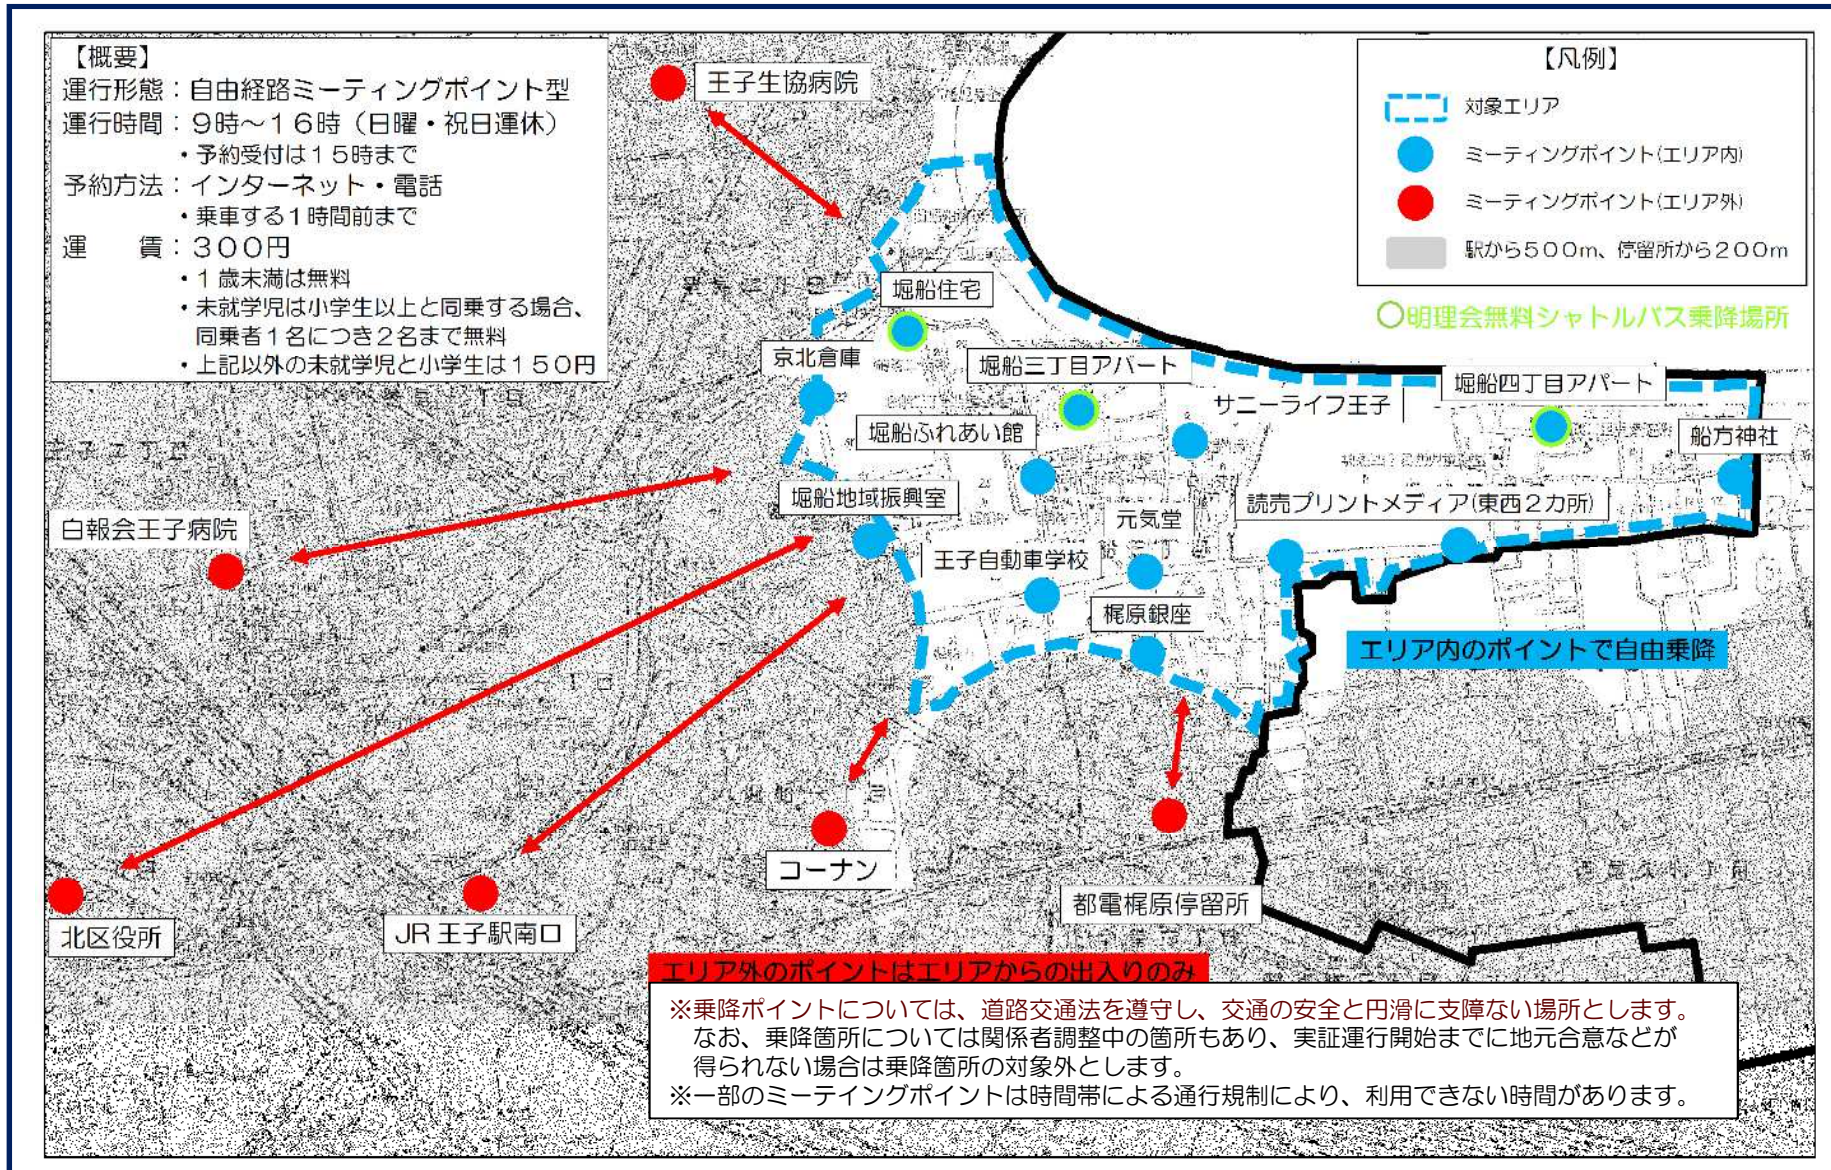 【概要】
運行形態：自由経路ミーティングポイント型
運行時間：９時～１６時（日曜・祝日運休）
・予約受付は１５時まで
予約方法：インターネット・電話
・乗車する１時間前まで
運　　賃：３００円
・１歳未満は無料
・未就学児は小学生以上と同乗する場合、
同乗者１名につき２名まで無料
・上記以外の未就学児と小学生は１５０円
【凡例】
対象エリア
ミーティングポイント(エリア内)
ミーティングポイント(エリア外)
駅から５００m、停留所から２００m
〇明理会無料シャトルバス乗降場所
王子生協病院
堀船住宅
京北倉庫
堀船三丁目アパート
サニーライフ王子
堀船四丁目アパート
堀船ふれあい館
船方神社
堀船地域振興室
元気堂
読売プリントメディア(東西２カ所)
白報会王子病院
王子自動車学校
梶原銀座
エリア内のポイントで自由乗降
コーナン
都電梶原停留所
北区役所
JR 王子駅南口
エリア外のポイントはエリアからの出入りのみ
※乗降ポイントについては、道路交通法を遵守し、交通の安全と円滑に支障ない場所とします。
なお、乗降箇所については関係者調整中の箇所もあり、実証運行開始までに地元合意などが
得られない場合は乗降箇所の対象外とします。
※一部のミーテイングポイントは時間帯による通行規制により、利用できない時間があります。